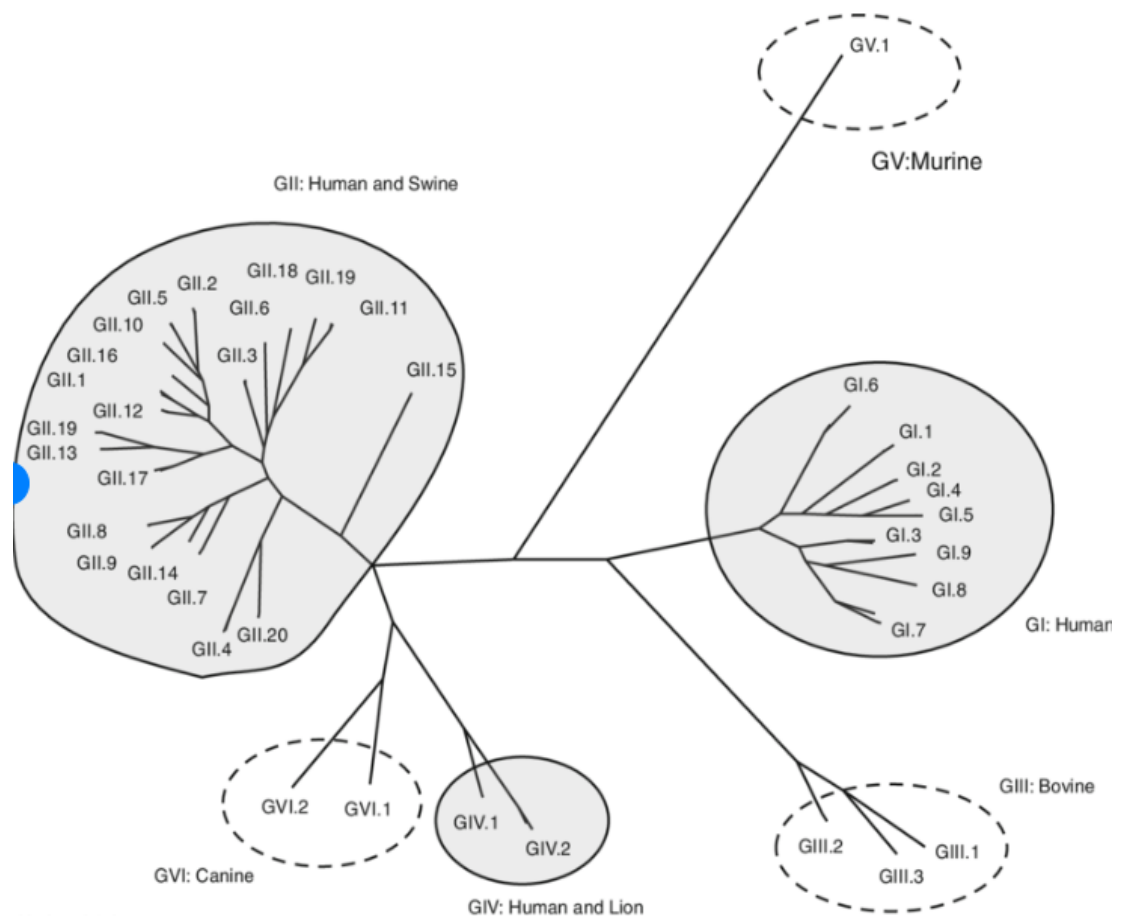 GV.1
GV:Murine
GII: Human and Swine
GII.18
GII.19
GII.2
GII.5
GII.6
GII.11
GII.10
GII.16
GII.3
GII.15
GII.1
GII.12
GII.19
GII.13
GII.17
GII.8
GII.9
GII.14
GII.7
GII.20
GII.4
GI.6
GI.1
GI.2
GI.4
GI.5
GI.3
GI.9
GI.8
GI.7
GI: Human
GVI.2
GVI.1
GVI: Canine
GIV.1
GIV.2
GIV: Human and Lion
GIII: Bovine
GIII.2
GIII.1
GIII.3